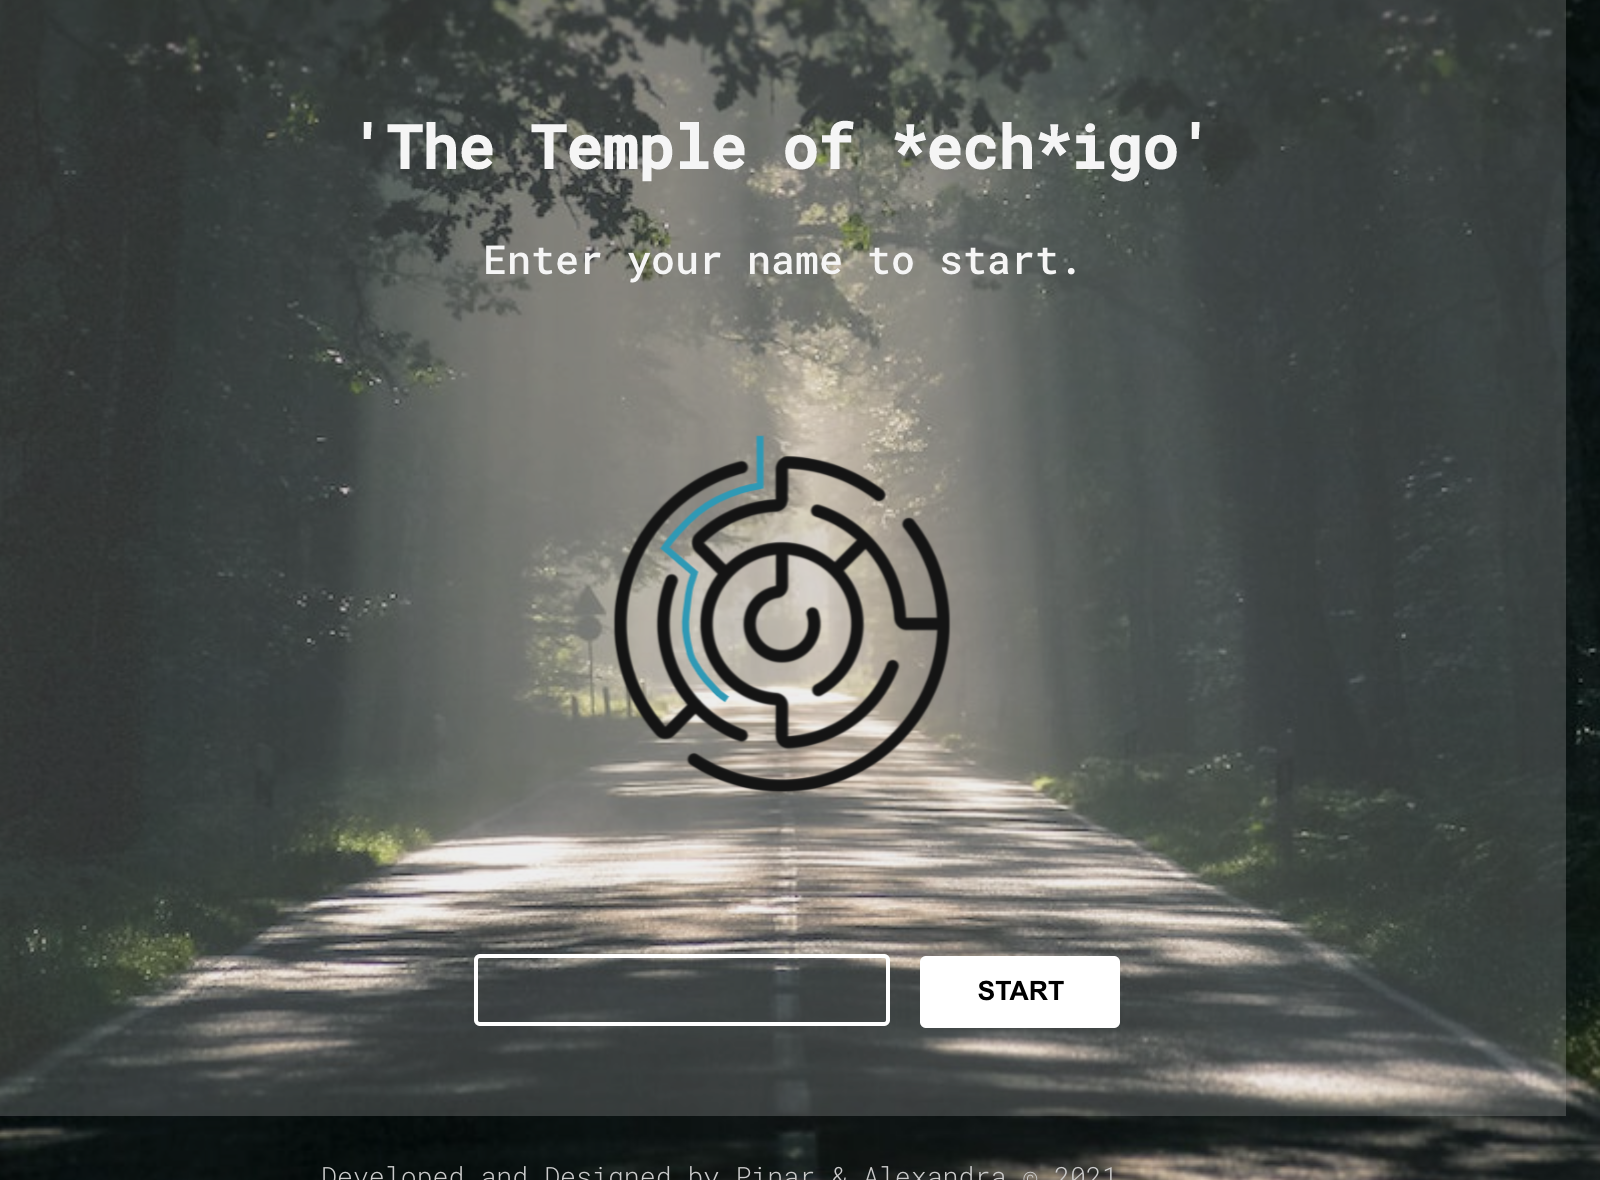 'The Temple of *ech*igo'
Enter your name to start.
START
Developed and Designed by Pinar & Alexandra © 2021